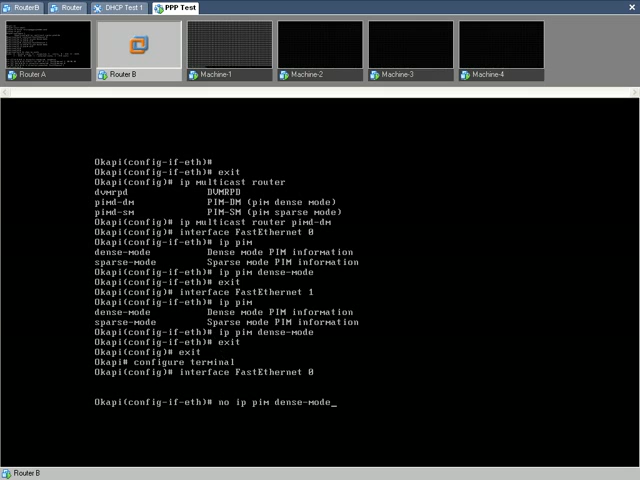 RouterB Router DHCP Test 1 PPP Test
Router A Router B Machine-1 Machine-2 Machine-3 Machine-4
Okapi(config-if-eth)#
Okapi(config-if-eth)# exit
Okapi(config)# ip multicast router
dvmrpd DVMRPD
pimd-dm PIM-DM (pim dense mode)
pimd-sm PIM-SM (pim sparse mode)
Okapi(config)# ip multicast router pimd-dm
Okapi(config)# interface FastEthernet 0
Okapi(config-if-eth)# ip pim
dense-mode Dense mode PIM information
sparse-mode Sparse mode PIM information
Okapi(config-if-eth)# ip pim dense-mode
Okapi(config-if-eth)# exit
Okapi(config)# interface FastEthernet 1
Okapi(config-if-eth)# ip pim
dense-mode Dense mode PIM information
sparse-mode Sparse mode PIM information
Okapi(config-if-eth)# ip pim dense-mode
Okapi(config-if-eth)# exit
Okapi(config)# exit
Okapi# configure terminal
Okapi(config)# interface FastEthernet 0
Okapi(config-if-eth)# no ip pim dense-mode_
Router B